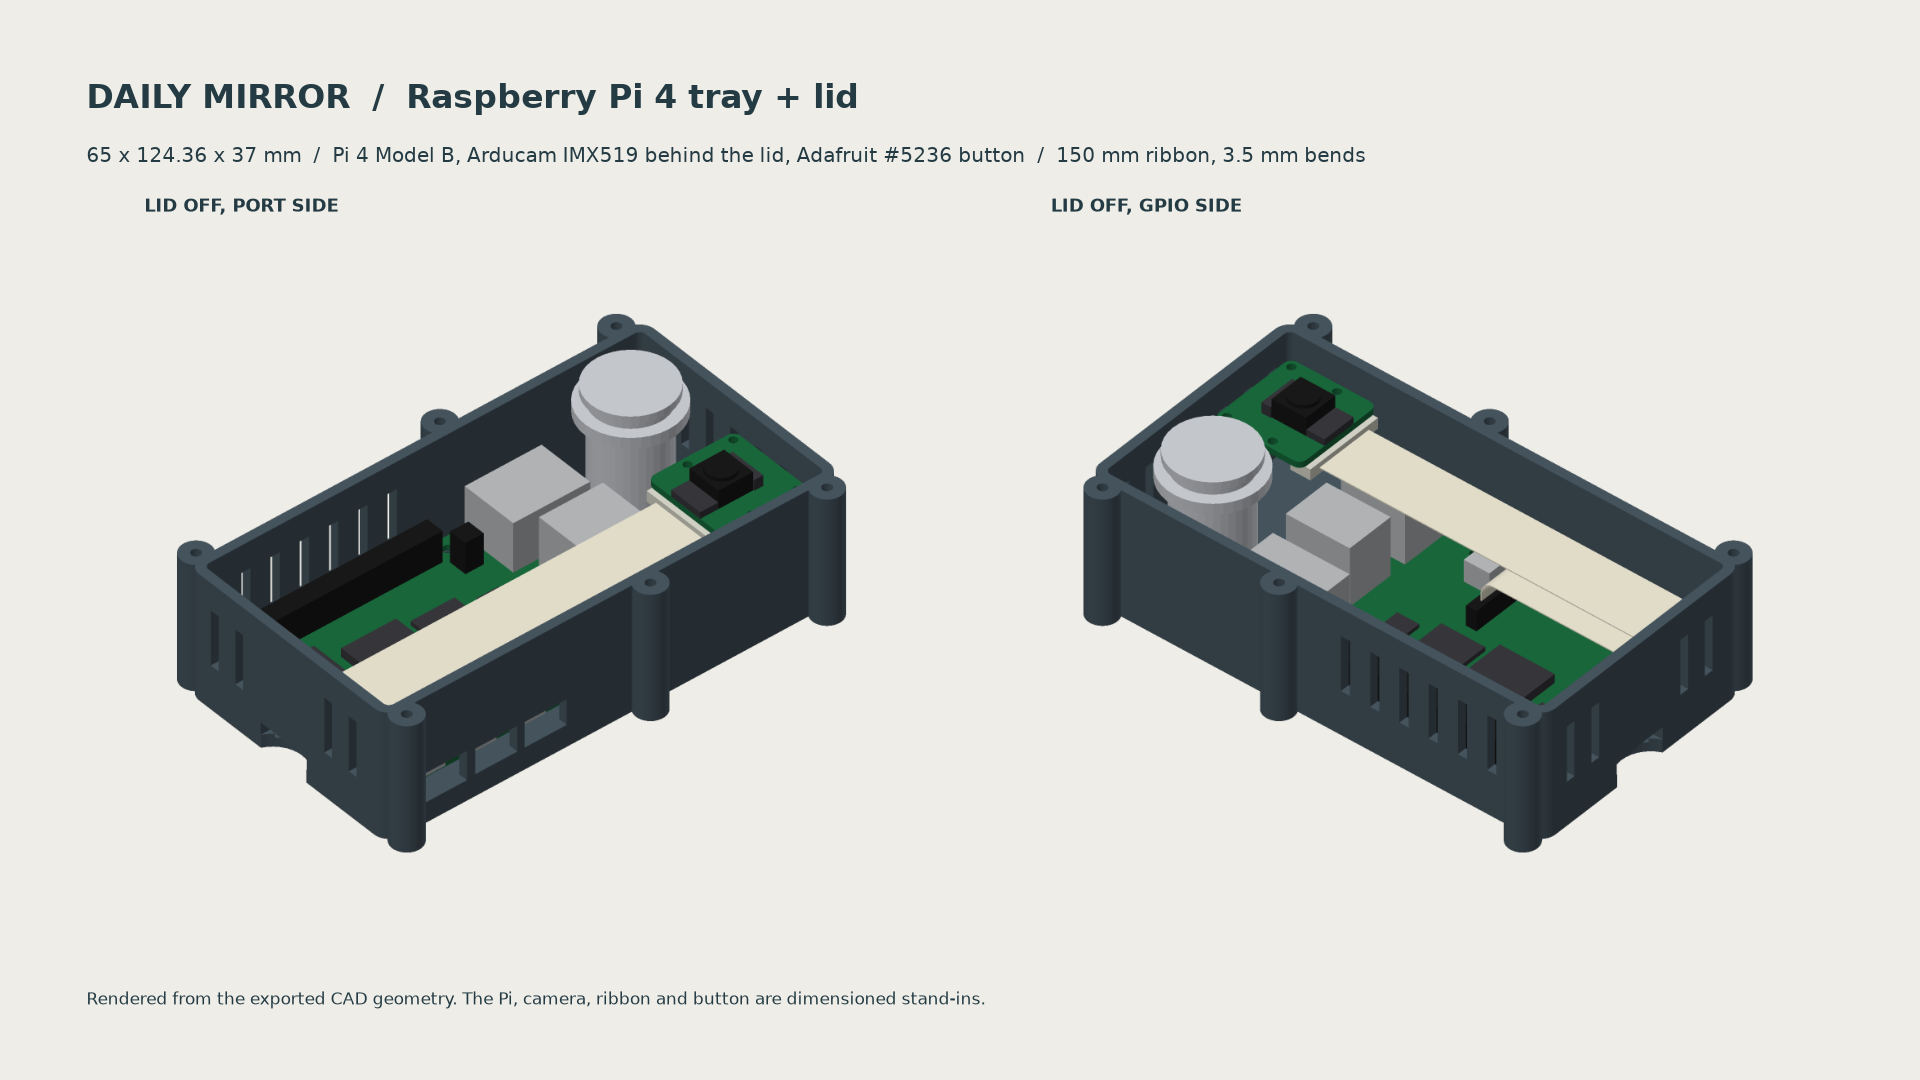 DAILY MIRROR / Raspberry Pi 4 tray + lid
65 x 124.36 x 37 mm / Pi 4 Model B, Arducam IMX519 behind the lid, Adafruit #5236 button / 150 mm ribbon, 3.5 mm bends
LID OFF, PORT SIDE
LID OFF, GPIO SIDE
Rendered from the exported CAD geometry. The Pi, camera, ribbon and button are dimensioned stand-ins.